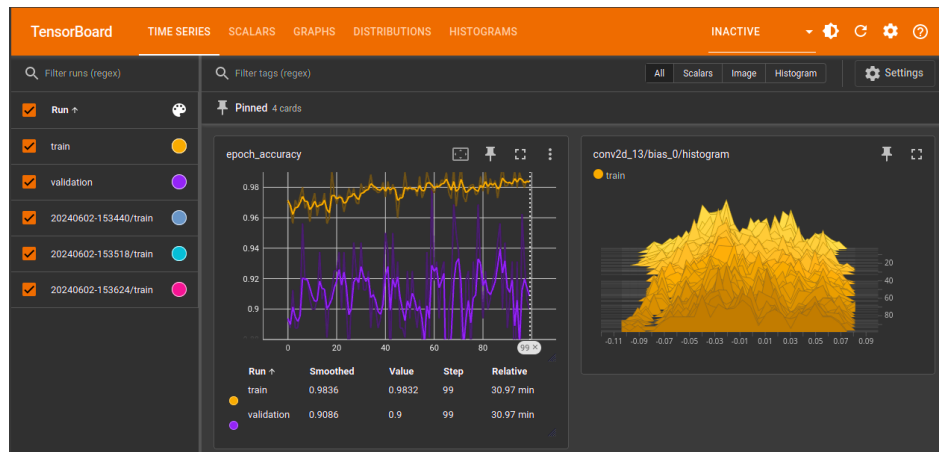 TensorBoard TIME SERIES SCALARS GRAPHS DISTRIBUTIONS HISTOGRAMS INACTIVE
Filter runs (regex)
Filter tags (regex)
All Scalars Image Histogram
Settings
Run ↑
Pinned 4 cards
train
validation
20240602-153440/train
20240602-153518/train
20240602-153624/train
epoch_accuracy
0.98
0.96
0.94
0.92
0.9
0 20 40 60 80 99 ×
Run ↑ Smoothed Value Step Relative
train 0.9836 0.9832 99 30.97 min
validation 0.9086 0.9 99 30.97 min
conv2d_13/bias_0/histogram
train
20
40
60
80
-0.11 -0.09 -0.07 -0.05 -0.03 -0.01 0.01 0.03 0.05 0.07 0.09